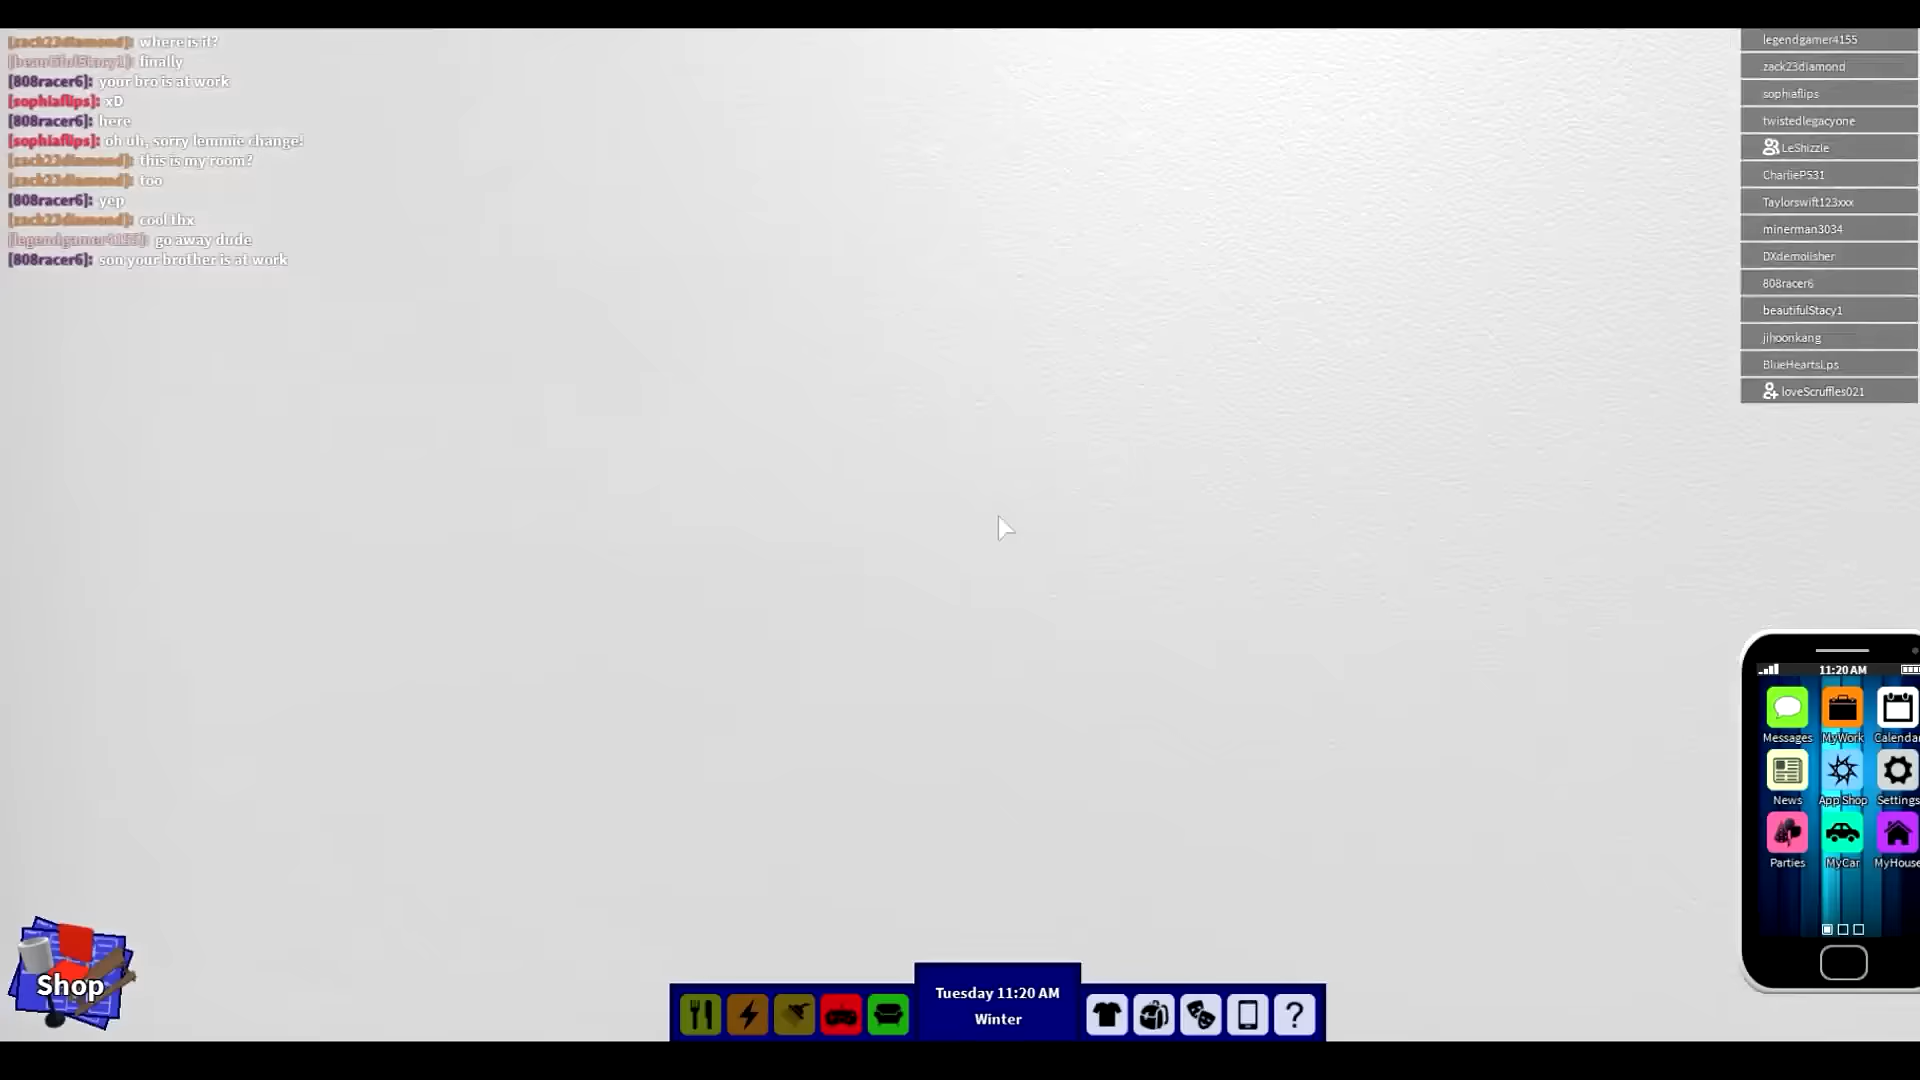 [zack23diamond]: where is it?
[beautifulStacy1]: finally
[808racer6]: your bro is at work
[sophiaflips]: xD
[808racer6]: here
[sophiaflips]: oh uh, sorry lemmie change!
[zack23diamond]: this is my room?
[zack23diamond]: too
[808racer6]: yep
[zack23diamond]: cool thx
[legendgamer4155]: go away dude
[808racer6]: son your brother is at work
legendgamer4155
zack23diamond
sophiaflips
twistedlegacyone
LeShizzle
CharlieP531
Taylorswift123xxx
minerman3034
DXdemolisher
808racer6
beautifulStacy1
jihoonkang
BlueHeartsLps
loveScruffles021
11:20 AM
Messages MyWork Calendar
News App Shop Settings
Parties MyCar MyHouse
Shop
Tuesday 11:20 AM
Winter
?